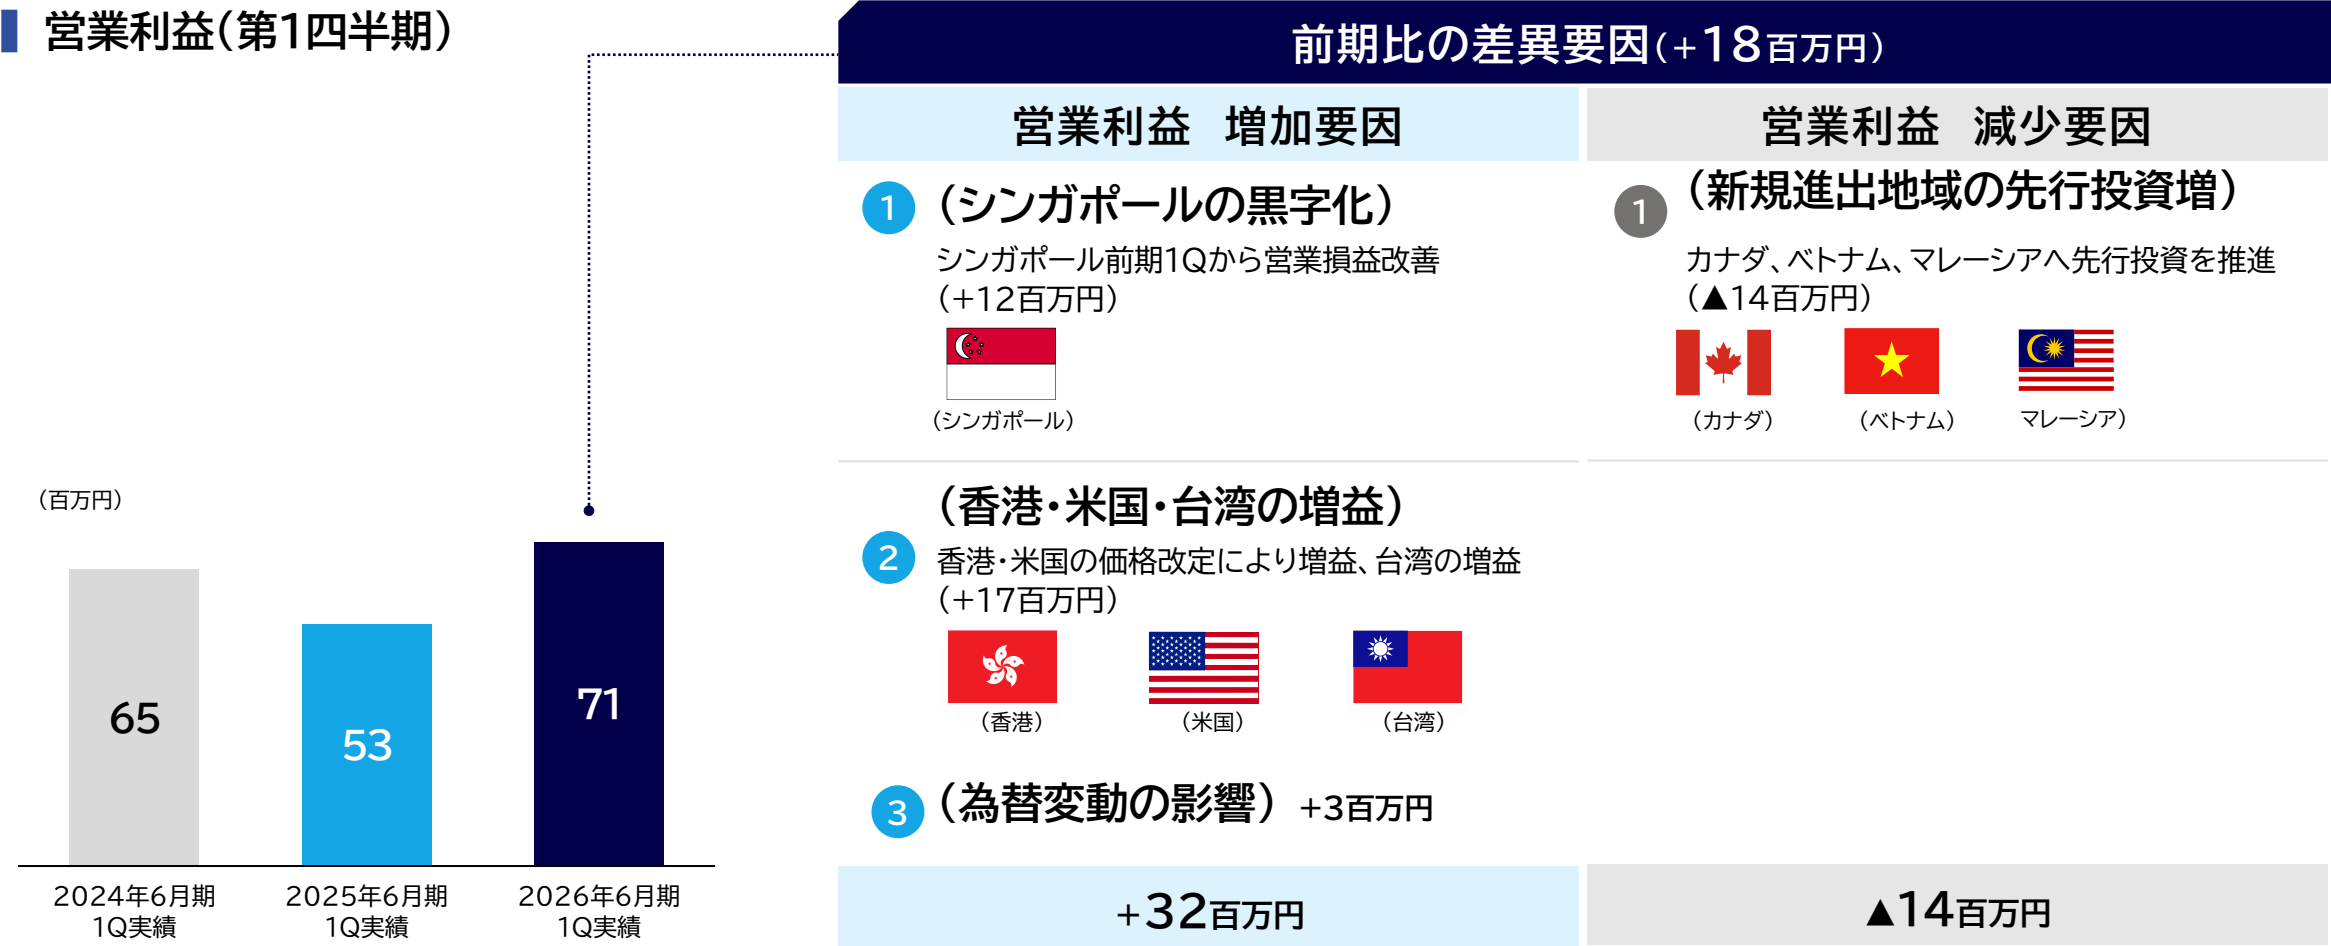 営業利益（第1四半期）
（百万円）
65
53
71
2024年6月期
1Q実績
2025年6月期
1Q実績
2026年6月期
1Q実績
前期比の差異要因（+18百万円）
営業利益　増加要因
1
（シンガポールの黒字化）
シンガポール前期1Qから営業損益改善
（+12百万円）
（シンガポール）
（香港・米国・台湾の増益）
2
香港・米国の価格改定により増益、台湾の増益
（+17百万円）
（香港）
（米国）
（台湾）
3
（為替変動の影響） +3百万円
+32百万円
営業利益　減少要因
1
（新規進出地域の先行投資増）
カナダ、ベトナム、マレーシアへ先行投資を推進
（▲14百万円）
（カナダ）
（ベトナム）
マレーシア）
▲14百万円